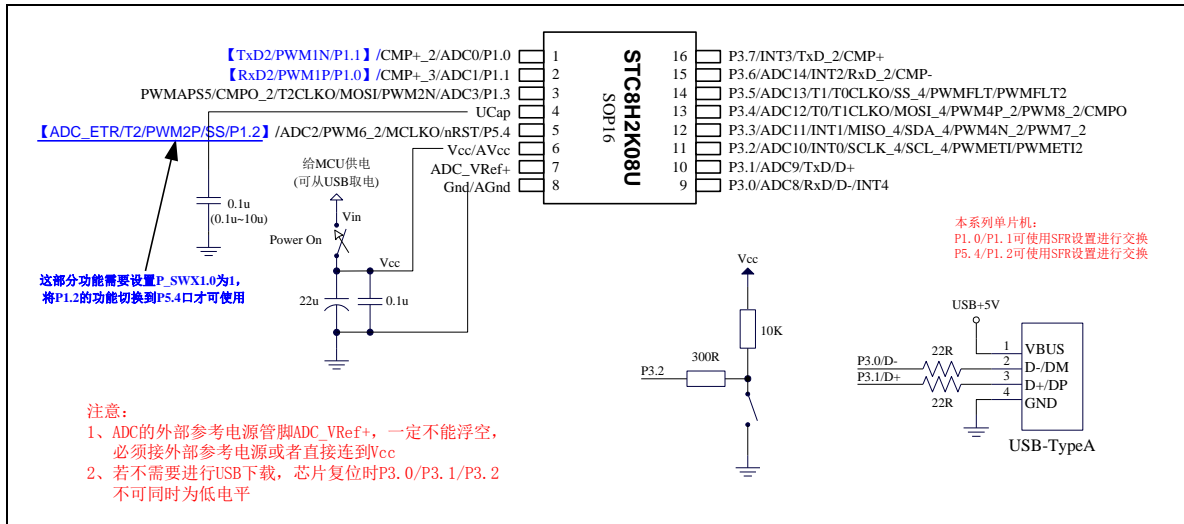 【TxD2/PWM1N/P1.1】/CMP+_2/ADC0/P1.0
【RxD2/PWM1P/P1.0】/CMP+_3/ADC1/P1.1
PWMAPS5/CMPO_2/T2CLKO/MOSI/PWM2N/ADC3/P1.3
UCap
【ADC_ETR/T2/PWM2P/SS/P1.2】/ADC2/PWM6_2/MCLKO/nRST/P5.4
Vcc/AVcc
ADC_VRef+
Gnd/AGnd
1
2
3
4
5
6
7
8
STC8H2K08U
SOP16
16
15
14
13
12
11
10
9
P3.7/INT3/TxD_2/CMP+
P3.6/ADC14/INT2/RxD_2/CMP-
P3.5/ADC13/T1/T0CLKO/SS_4/PWMFLT/PWMFLT2
P3.4/ADC12/T0/T1CLKO/MOSI_4/PWM4P_2/PWM8_2/CMPO
P3.3/ADC11/INT1/MISO_4/SDA_4/PWM4N_2/PWM7_2
P3.2/ADC10/INT0/SCLK_4/SCL_4/PWMETI/PWMETI2
P3.1/ADC9/TxD/D+
P3.0/ADC8/RxD/D-/INT4
给MCU供电
(可从USB取电)
Vin
Power On
Vcc
22u
0.1u
0.1u
(0.1u~10u)
这部分功能需要设置P_SWX1.0为1，
将P1.2的功能切换到P5.4口才可使用
本系列单片机：
P1.0/P1.1可使用SFR设置进行交换
P5.4/P1.2可使用SFR设置进行交换
Vcc
10K
300R
P3.2
USB+5V
P3.0/D-
P3.1/D+
22R
22R
1
2
3
4
VBUS
D-/DM
D+/DP
GND
USB-TypeA
注意：
1、ADC的外部参考电源管脚ADC_VRef+，一定不能浮空，
必须接外部参考电源或者直接连到Vcc
2、若不需要进行USB下载，芯片复位时P3.0/P3.1/P3.2
不可同时为低电平